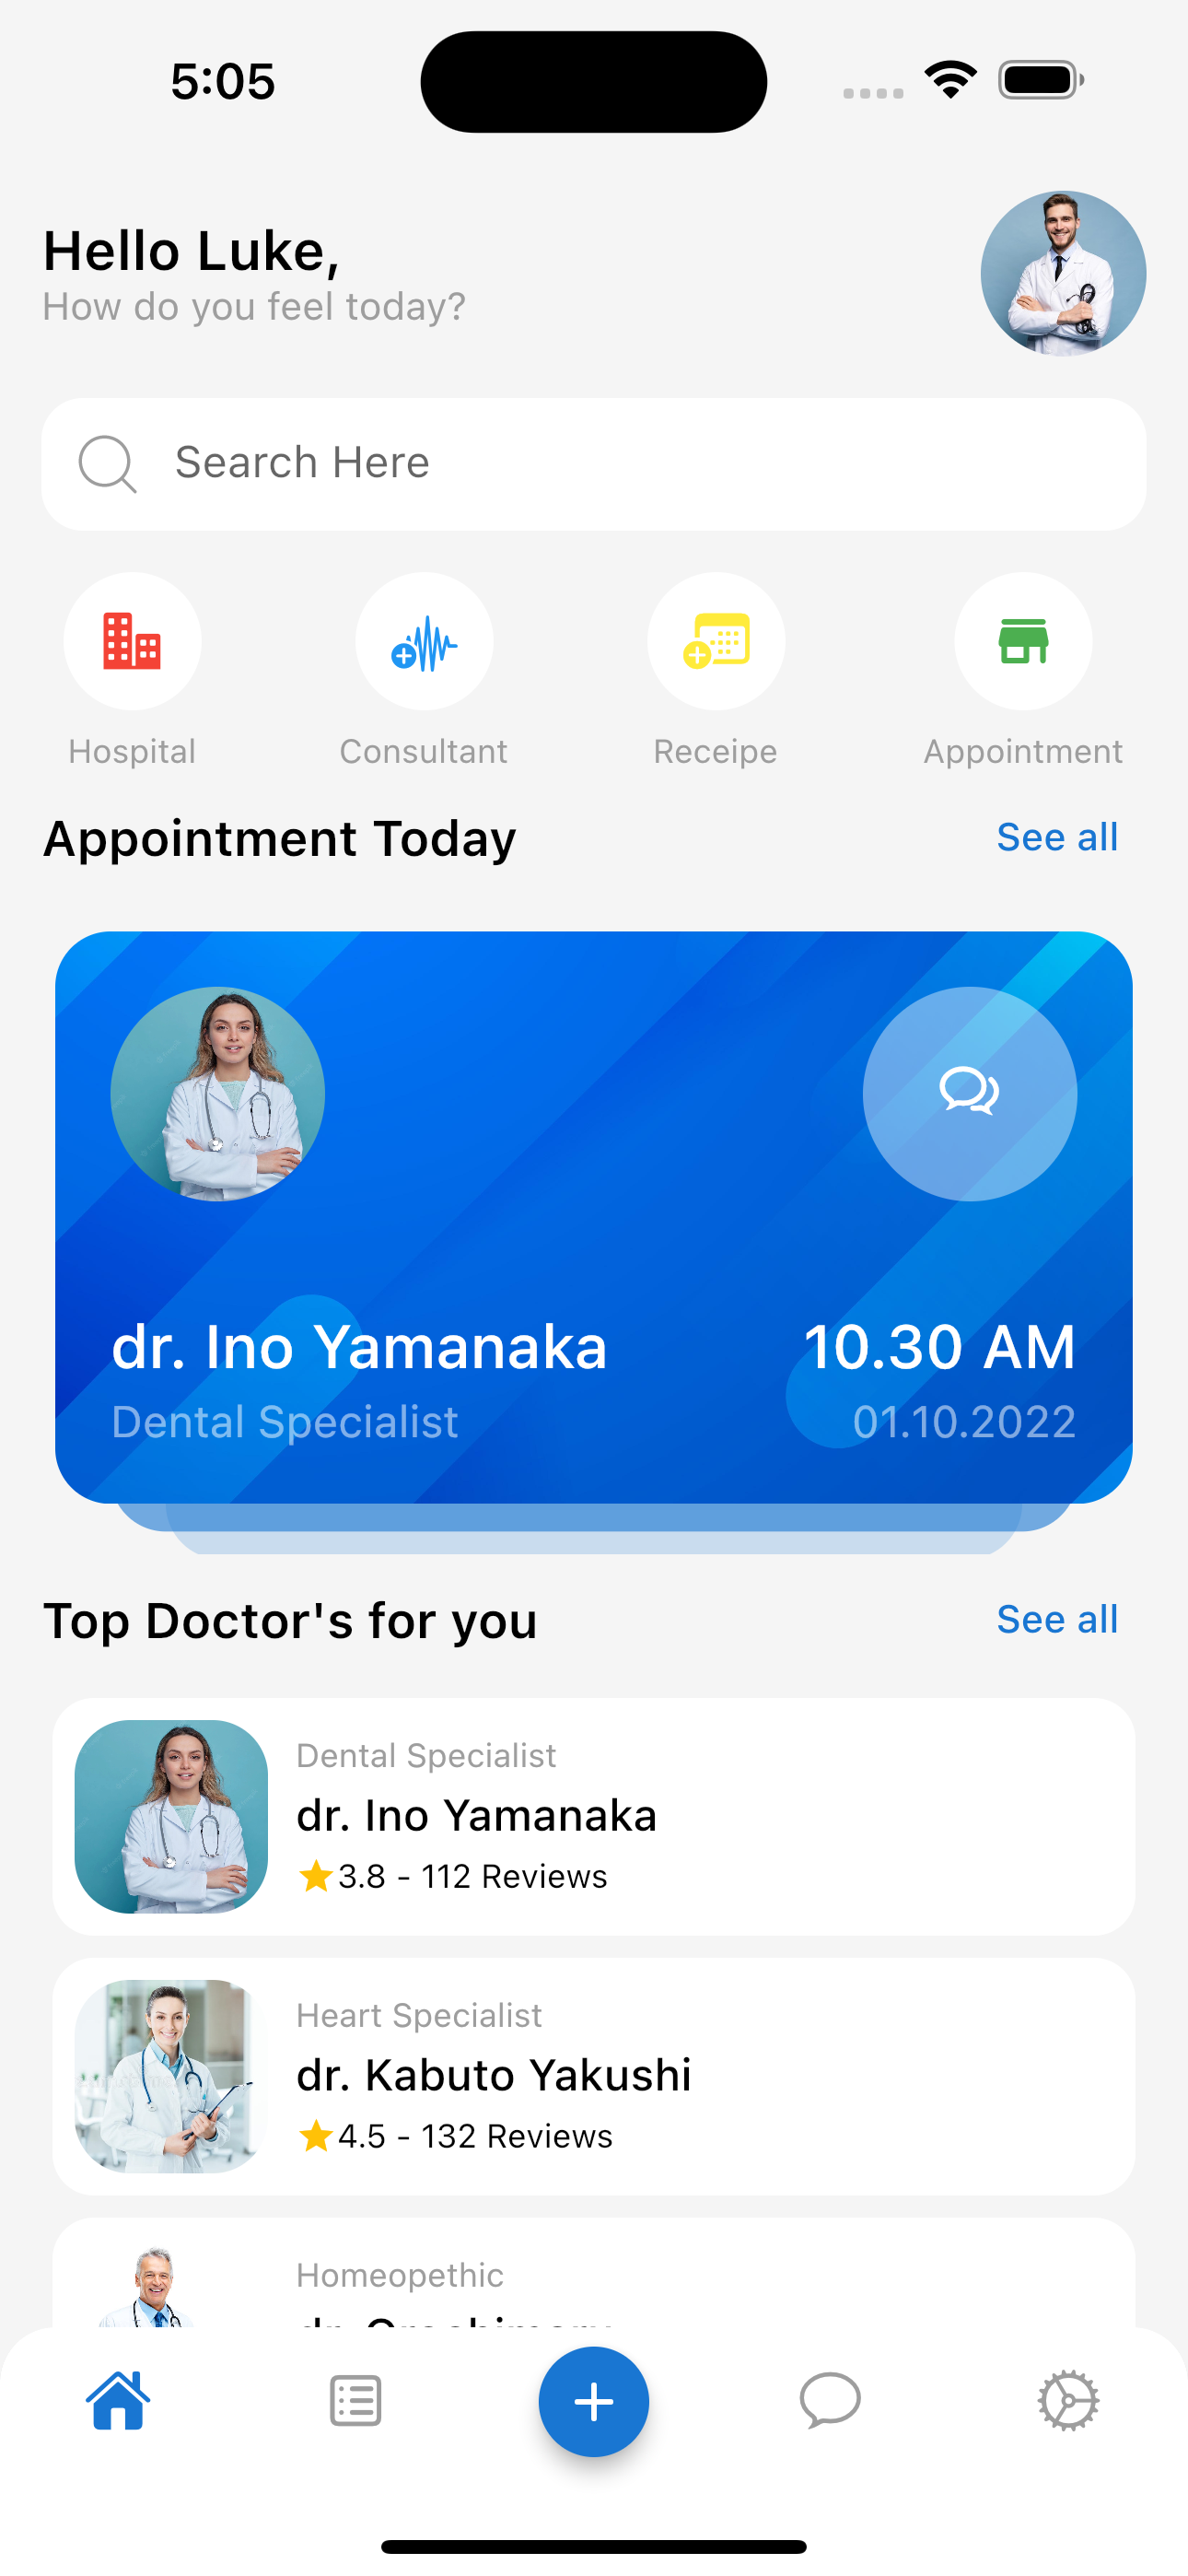 5:05
Hello Luke,
How do you feel today?
Search Here
Hospital
Consultant
Receipe
Appointment
Appointment Today
See all
dr. Ino Yamanaka
10.30 AM
Dental Specialist
01.10.2022
Top Doctor's for you
See all
Dental Specialist
dr. Ino Yamanaka
3.8 - 112 Reviews
Heart Specialist
dr. Kabuto Yakushi
4.5 - 132 Reviews
Homeopethic
dr.